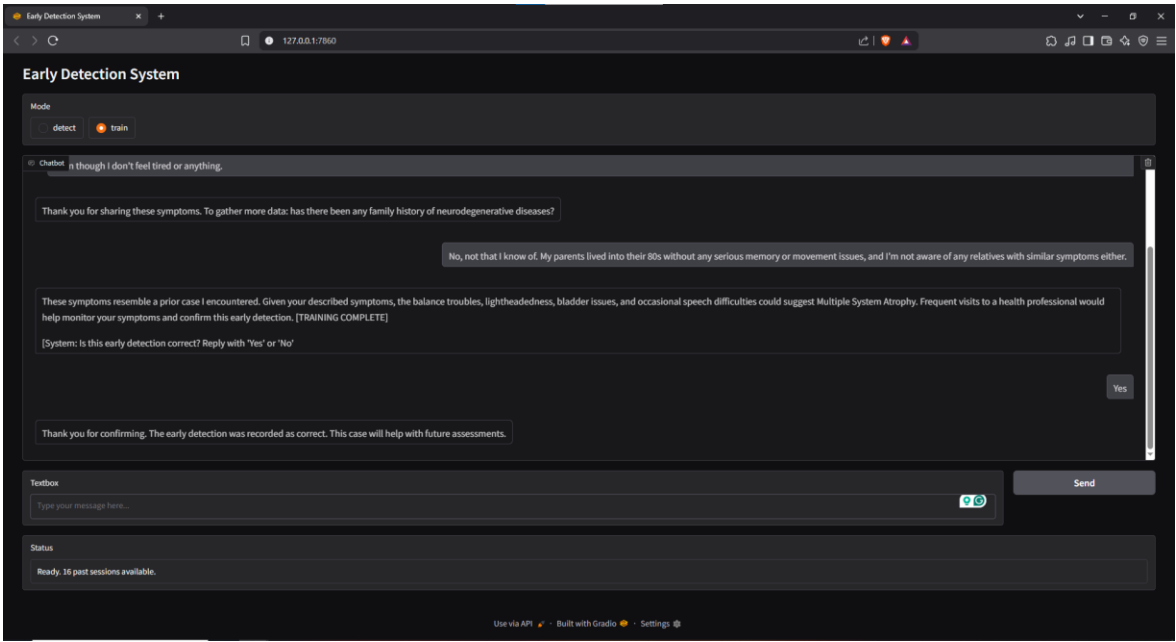 Early Detection System
127.0.0.1:7860
Early Detection System
Mode
detect
train
Chatbot
though I don't feel tired or anything.
Thank you for sharing these symptoms. To gather more data: has there been any family history of neurodegenerative diseases?
No, not that I know of. My parents lived into their 80s without any serious memory or movement issues, and I'm not aware of any relatives with similar symptoms either.
These symptoms resemble a prior case I encountered. Given your described symptoms, the balance troubles, lightheadedness, bladder issues, and occasional speech difficulties could suggest Multiple System Atrophy. Frequent visits to a health professional would
help monitor your symptoms and confirm this early detection. [TRAINING COMPLETE]
[System: Is this early detection correct? Reply with 'Yes' or 'No'
Yes
Thank you for confirming. The early detection was recorded as correct. This case will help with future assessments.
Textbox
Send
Type your message here...
Status
Ready. 16 past sessions available.
Use via API · Built with Gradio · Settings